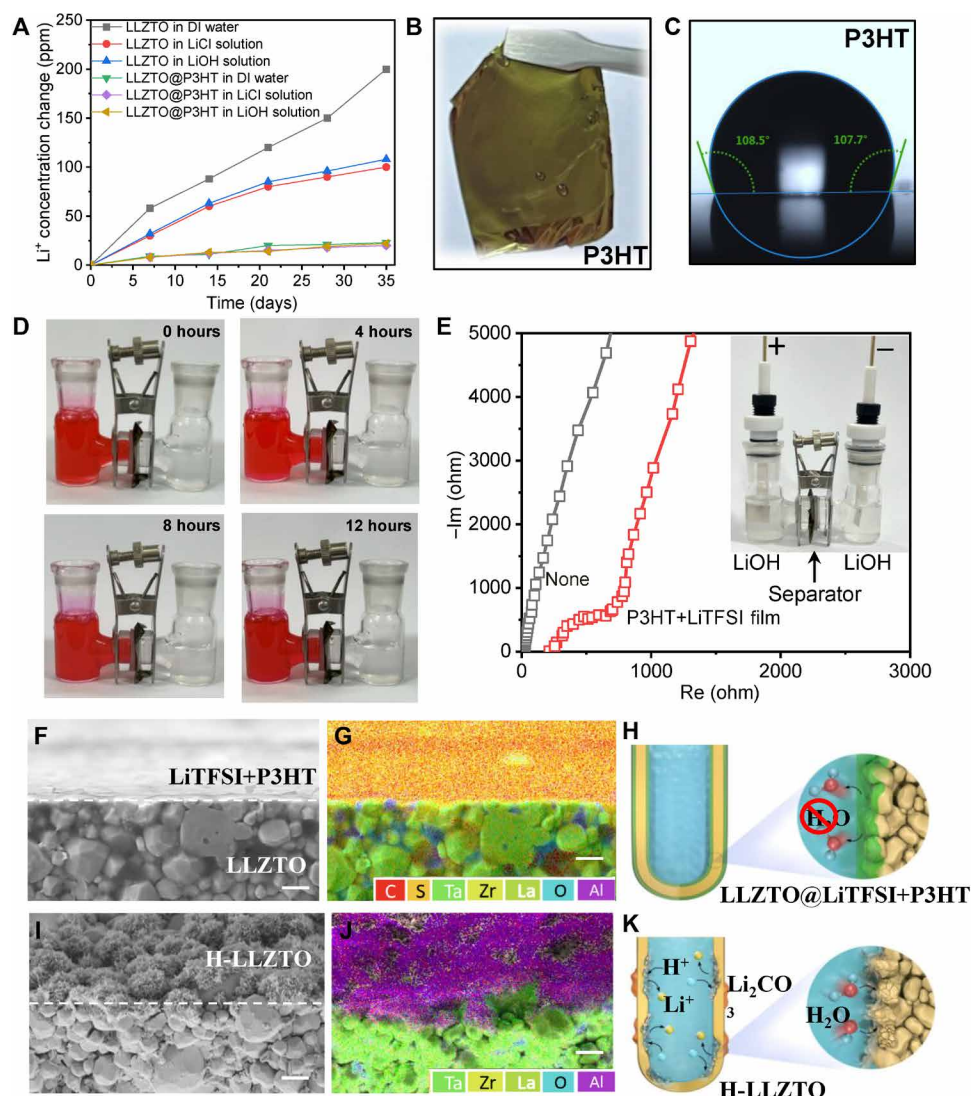 A
Li⁺ concentration change (ppm)
250
200
150
100
50
0
LLZTO in DI water
LLZTO in LiCl solution
LLZTO in LiOH solution
LLZTO@P3HT in DI water
LLZTO@P3HT in LiCl solution
LLZTO@P3HT in LiOH solution
0 5 10 15 20 25 30 35
Time (days)
B
P3HT
C
P3HT
108.5° 107.7°
D
0 hours
4 hours
8 hours
12 hours
E
−Im (ohm)
5000
4000
3000
2000
1000
0
None
P3HT+LiTFSI film
+ −
LiOH LiOH
Separator
0 1000 2000 3000
Re (ohm)
F
LiTFSI+P3HT
LLZTO
G
C S Ta Zr La O Al
H
H₂O
LLZTO@LiTFSI+P3HT
I
H-LLZTO
J
Ta Zr La O Al
K
H⁺
Li⁺
Li₂CO
3
H₂O
H-LLZTO